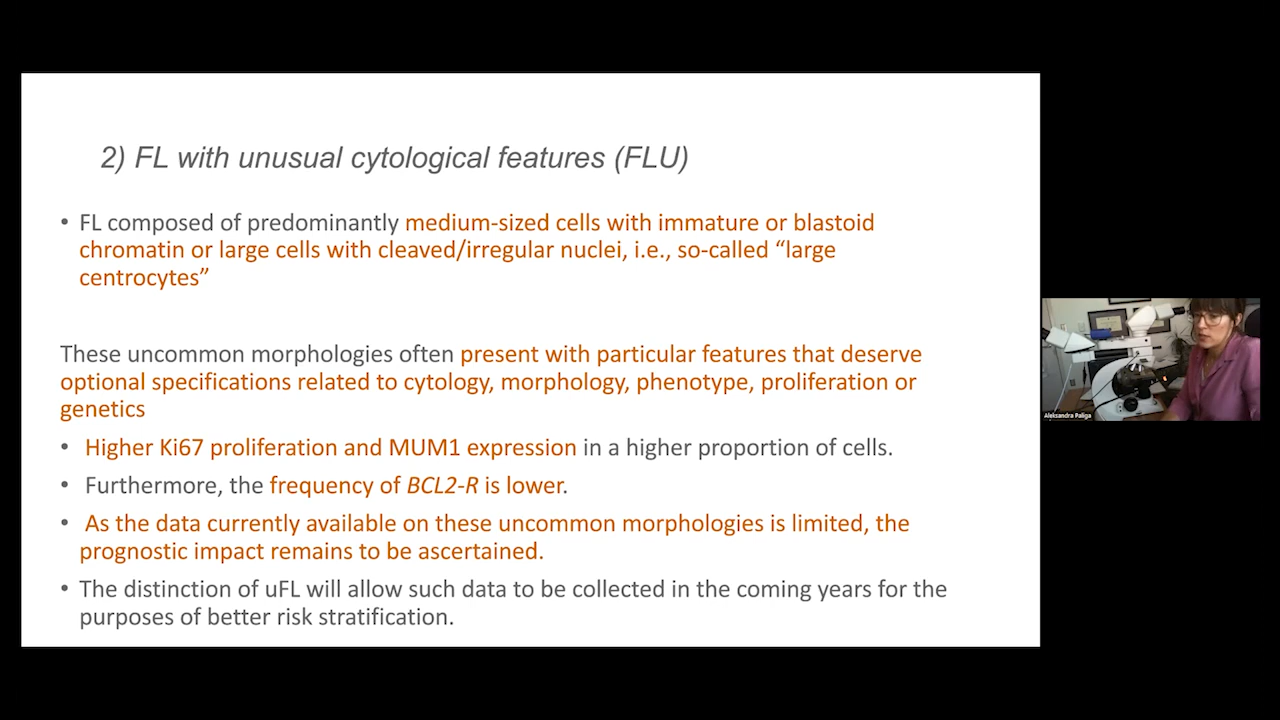 2) FL with unusual cytological features (FLU)
• FL composed of predominantly medium-sized cells with immature or blastoid
chromatin or large cells with cleaved/irregular nuclei, i.e., so-called “large
centrocytes”
These uncommon morphologies often present with particular features that deserve
optional specifications related to cytology, morphology, phenotype, proliferation or
genetics
• Higher Ki67 proliferation and MUM1 expression in a higher proportion of cells.
• Furthermore, the frequency of BCL2-R is lower.
• As the data currently available on these uncommon morphologies is limited, the
prognostic impact remains to be ascertained.
• The distinction of uFL will allow such data to be collected in the coming years for the
purposes of better risk stratification.
Aleksandra Paliga